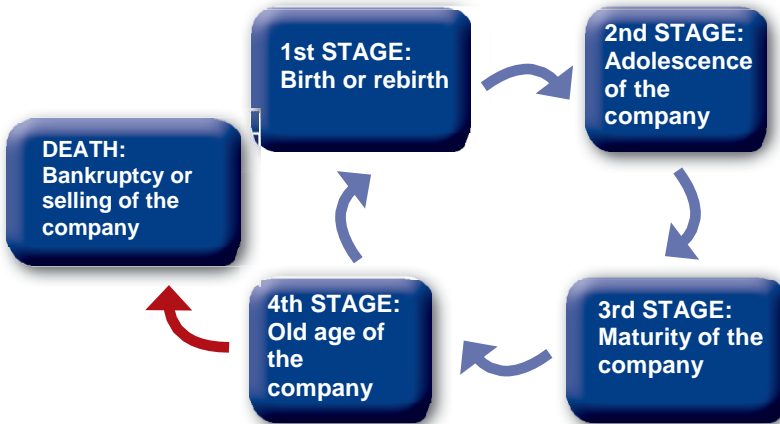 1st STAGE:
Birth or rebirth
2nd STAGE:
Adolescence
of the
company
3rd STAGE:
Maturity of the
company
4th STAGE:
Old age of
the
company
DEATH:
Bankruptcy or
selling of the
company